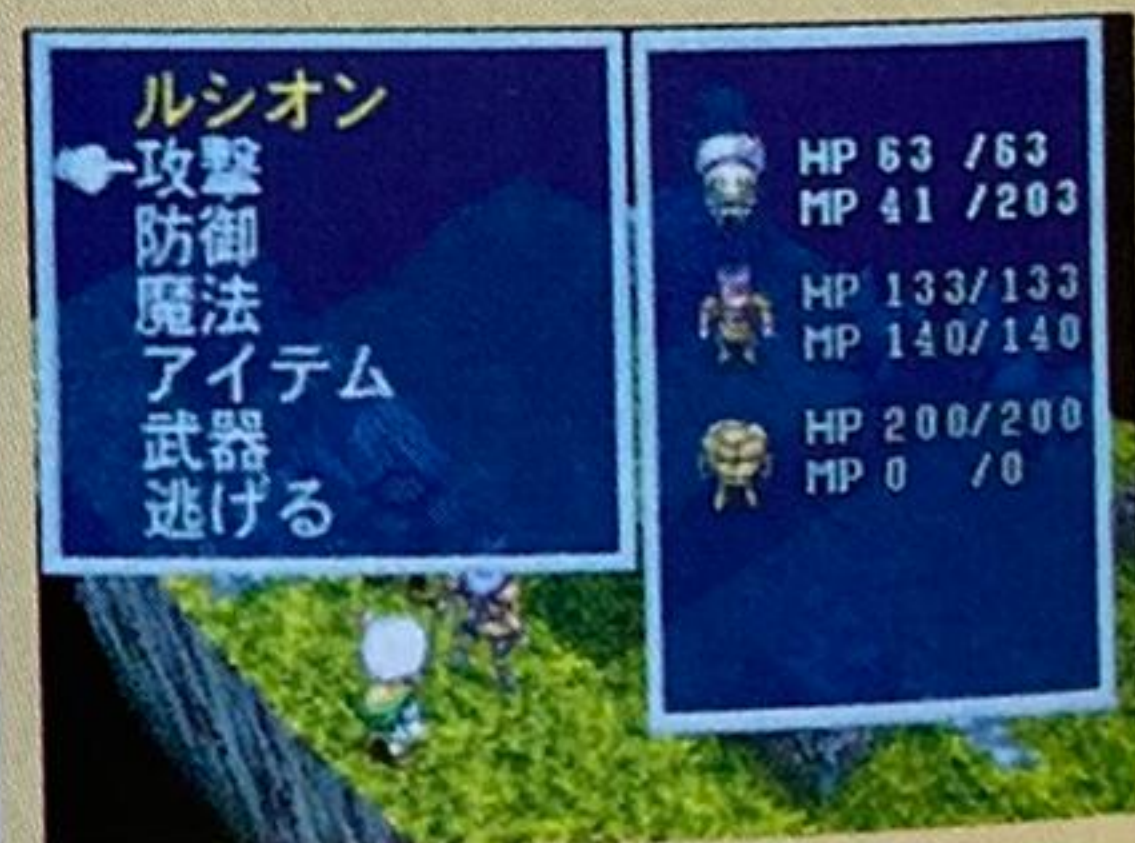 ルシオン
攻撃
防御
魔法
アイテム
武器
逃げる
HP 63 /63
MP 41 /203
HP 133/133
MP 140/140
HP 200/200
MP 0 /0